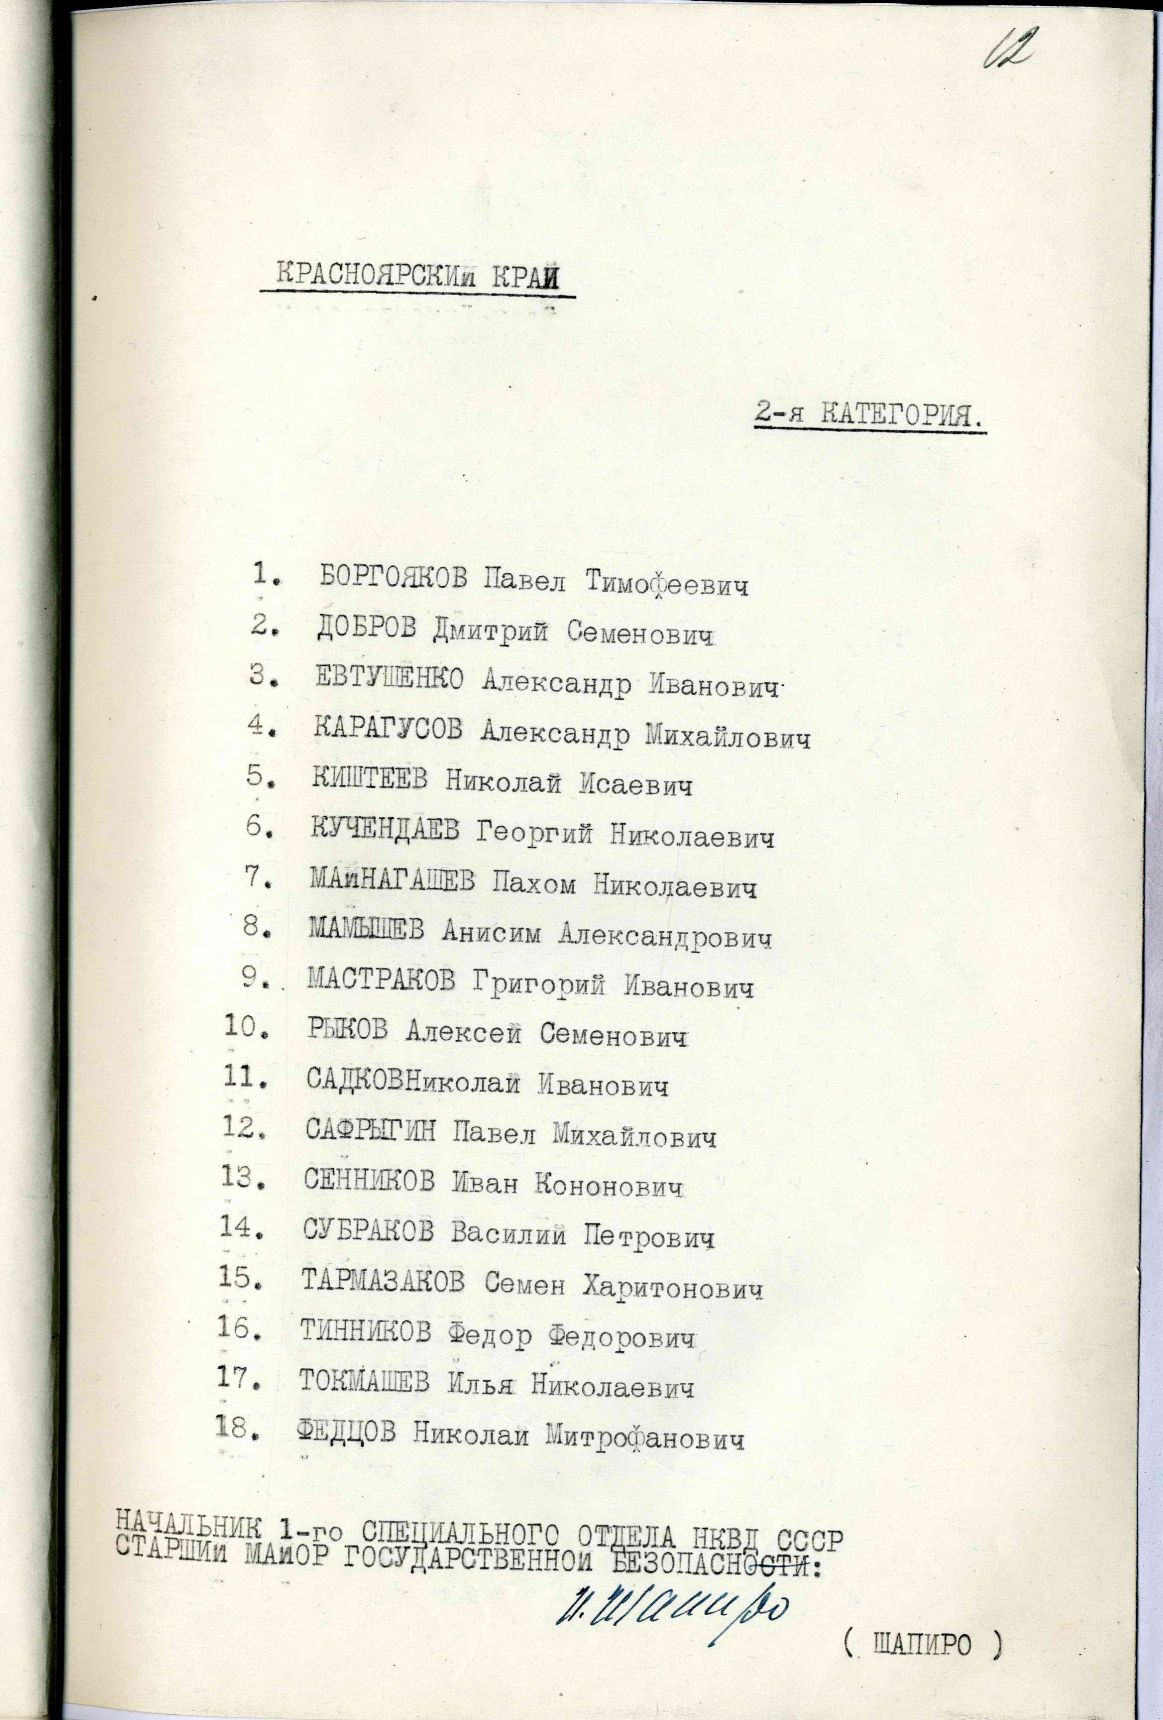 12
КРАСНОЯРСКИй КРАЙ
2-я КАТЕГОРИЯ.
1. БОРГОЯКОВ Павел Тимофеевич
2. ДОБРОВ Дмитрий Семенович
3. ЕВТУШЕНКО Александр Иванович
4. КАРАГУСОВ Александр Михайлович
5. КИШТЕЕВ Николай Исаевич
6. КУЧЕНДАЕВ Георгий Николаевич
7. МАйНАГАШЕВ Пахом Николаевич
8. МАМЫШЕВ Анисим Александрович
9. МАСТРАКОВ Григорий Иванович
10. РЫКОВ Алексей Семенович
11. САДКОВНиколай Иванович
12. САФРЫГИН Павел Михайлович
13. СЕННИКОВ Иван Кононович
14. СУБРАКОВ Василий Петрович
15. ТАРМАЗАКОВ Семен Харитонович
16. ТИННИКОВ Федор Федорович
17. ТОКМАШЕВ Илья Николаевич
18. ФЕДЦОВ Николай Митрофанович
НАЧАЛЬНИК 1-го СПЕЦИАЛЬНОГО ОТДЕЛА НКВД СССР
СТАРШИй МАйОР ГОСУДАРСТВЕННОй БЕЗОПАСНОСТИ:
И. Шапиро
( ШАПИРО )